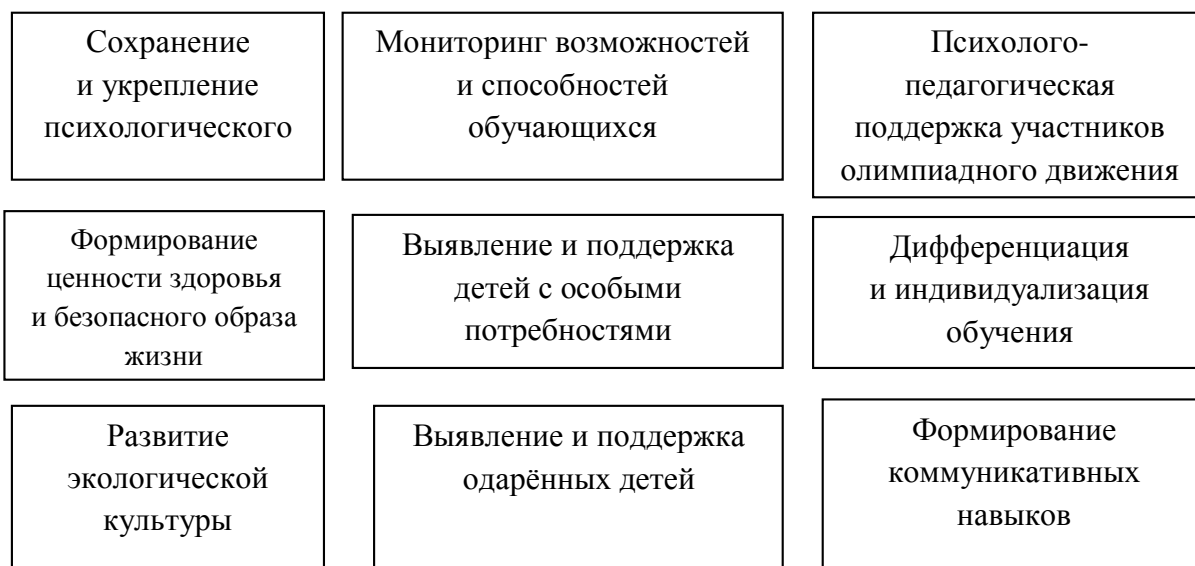 Сохранение
и укрепление
психологического
Мониторинг возможностей
и способностей
обучающихся
Психолого-
педагогическая
поддержка участников
олимпиадного движения
Формирование
ценности здоровья
и безопасного образа
жизни
Выявление и поддержка
детей с особыми
потребностями
Дифференциация
и индивидуализация
обучения
Развитие
экологической
культуры
Выявление и поддержка
одарённых детей
Формирование
коммуникативных
навыков